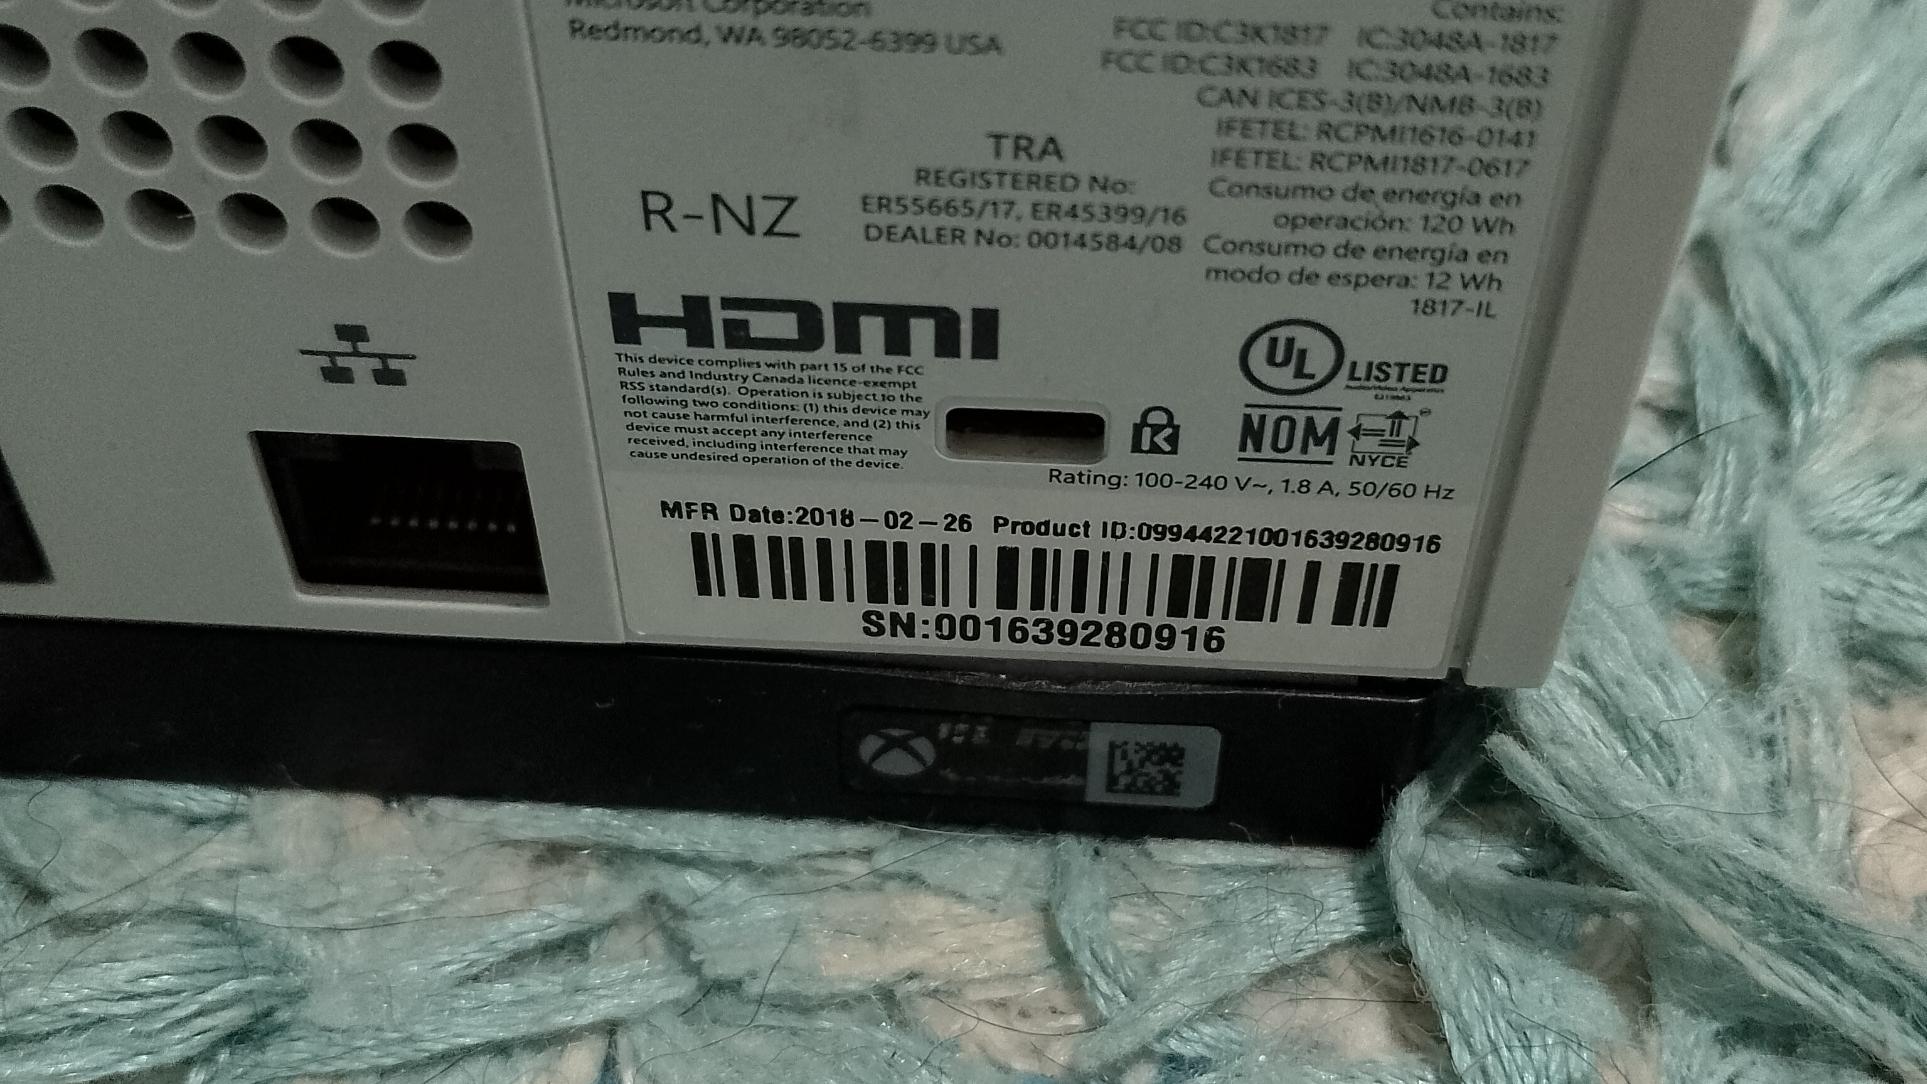 Microsoft Corporation
Redmond, WA 98052-6399 USA
Contains:
FCC ID:C3K1817 IC:3048A-1817
FCC ID:C3K1683 IC:3048A-1683
CAN ICES-3(B)/NMB-3(B)
IFETEL: RCPMI1616-0141
IFETEL: RCPMI1817-0617
Consumo de energía en
operación: 120 Wh
Consumo de energía en
modo de espera: 12 Wh
1817-IL
TRA
REGISTERED No:
ER55665/17, ER45399/16
DEALER No: 0014584/08
R-NZ
HDMI
This device complies with part 15 of the FCC
Rules and Industry Canada licence-exempt
RSS standard(s). Operation is subject to the
following two conditions: (1) this device may
not cause harmful interference, and (2) this
device must accept any interference
received, including interference that may
cause undesired operation of the device.
UL LISTED
K
NOM
NYCE
Rating: 100-240 V~, 1.8 A, 50/60 Hz
MFR Date:2018-02-26 Product ID:09944221001639280916
SN:001639280916